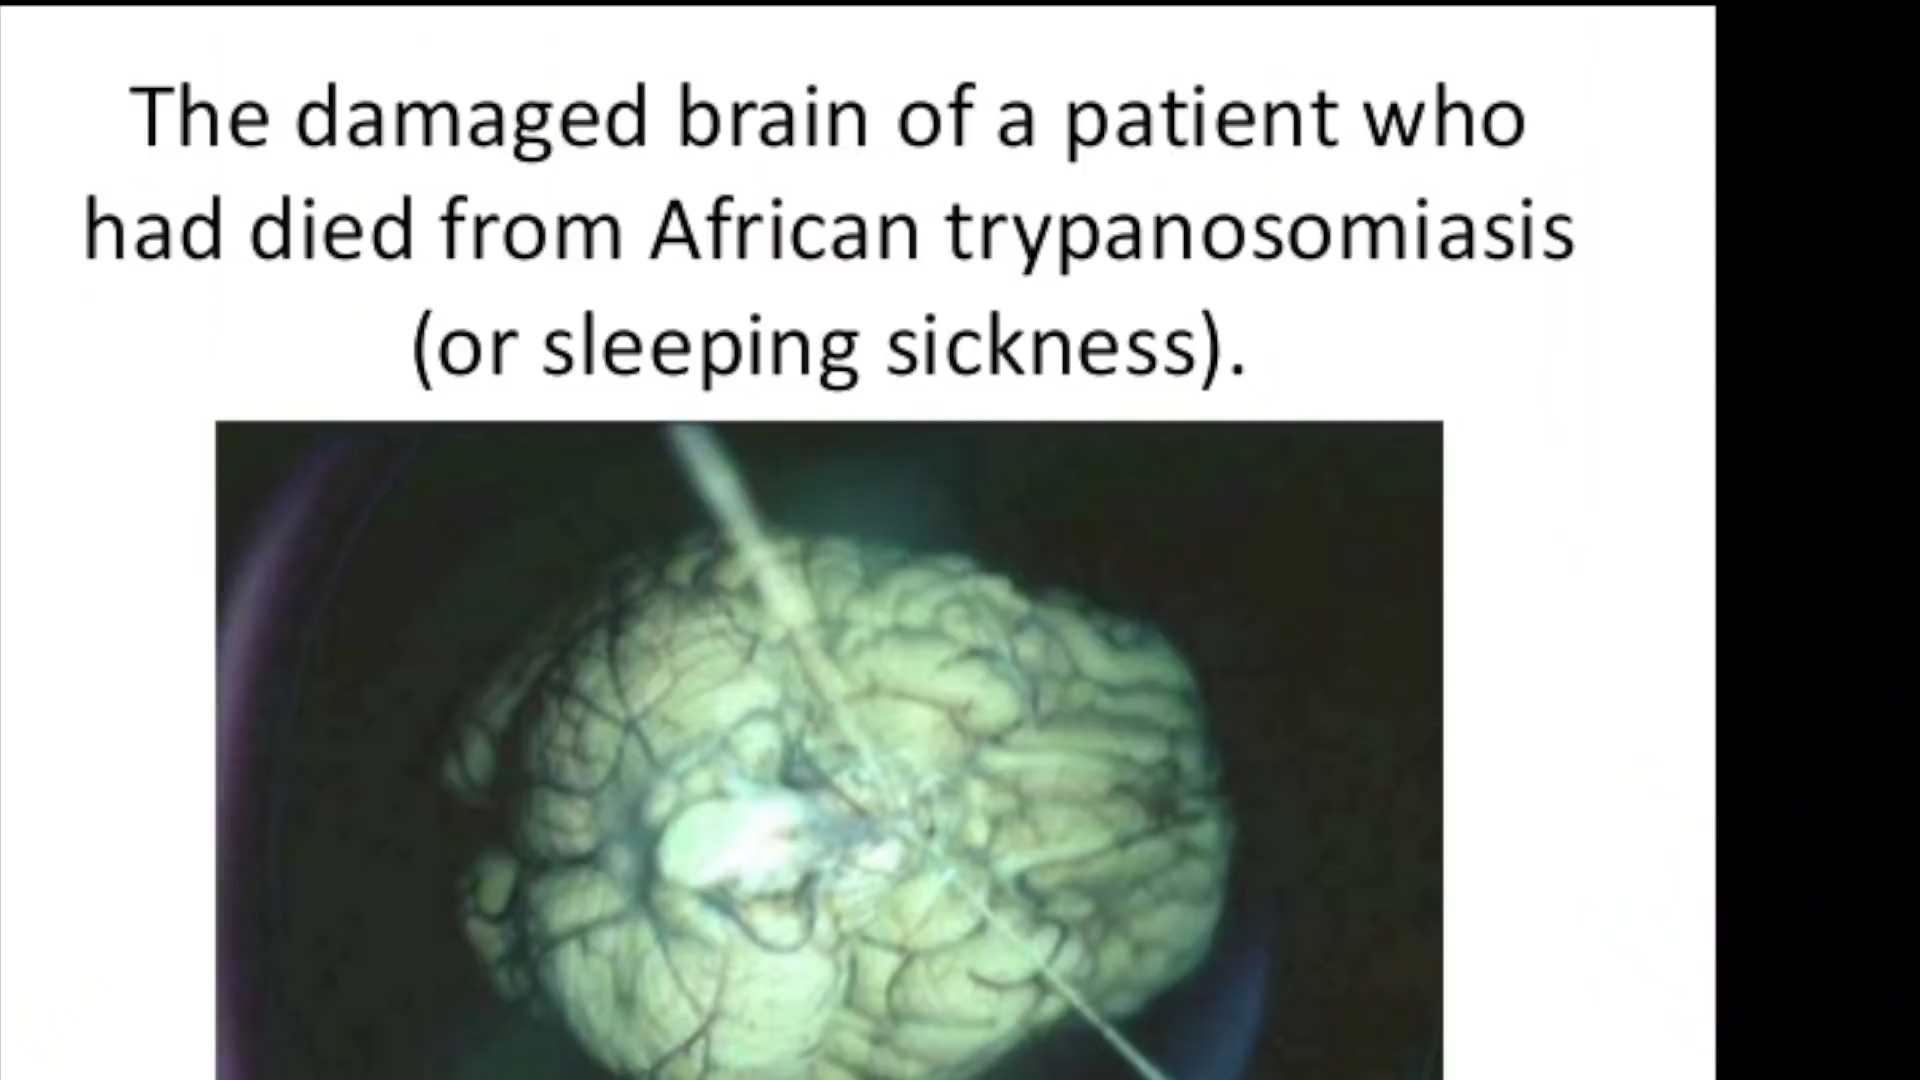 The damaged brain of a patient who
had died from African trypanosomiasis
(or sleeping sickness).